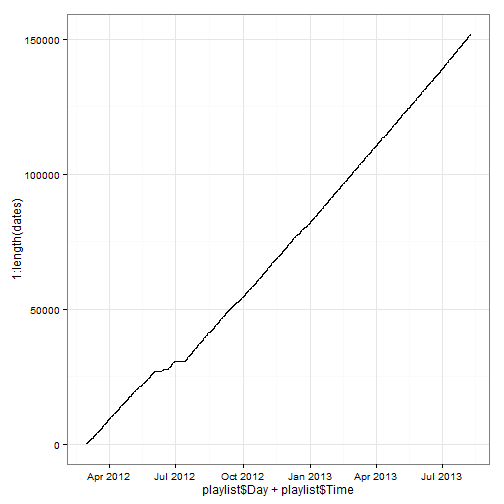 150000
100000
50000
0
1:length(dates)
Apr 2012 Jul 2012 Oct 2012 Jan 2013 Apr 2013 Jul 2013
playlist$Day + playlist$Time